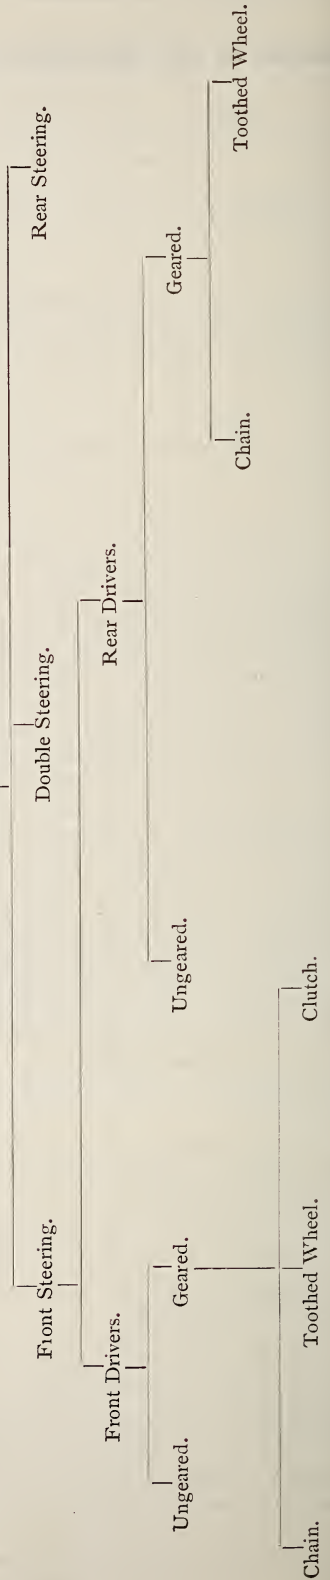 Front Steering. Double Steering. Rear Steering.
Front Drivers. Rear Drivers.
Ungeared. Geared. Ungeared. Geared.
Chain. Toothed Wheel. Clutch. Chain. Toothed Wheel.